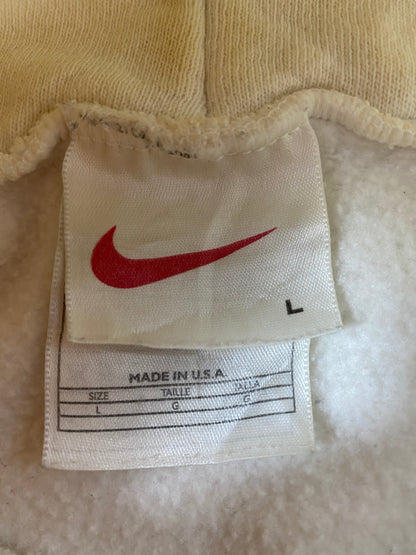 L
MADE IN U.S.A.
SIZE TAILLE TALLA
L G G